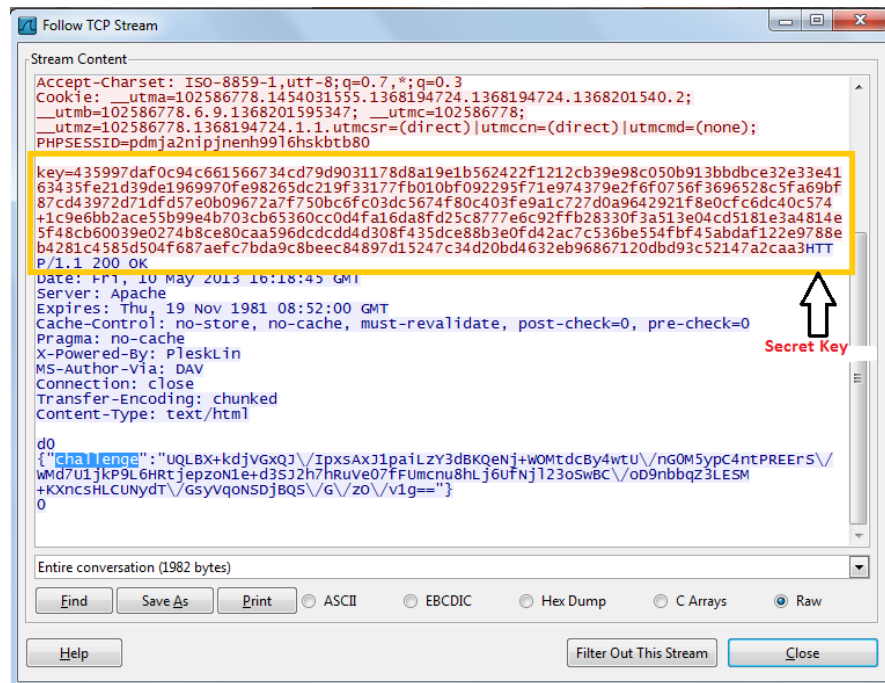 Follow TCP Stream
Stream Content
Accept-Charset: ISO-8859-1,utf-8;q=0.7,*;q=0.3
Cookie: __utma=102586778.1454031555.1368194724.1368194724.1368201540.2;
__utmb=102586778.6.9.1368201595347; __utmc=102586778;
__utmz=102586778.1368194724.1.1.utmcsr=(direct)|utmccn=(direct)|utmcmd=(none);
PHPSESSID=pdmja2nipjnenh99l6hskbtb80
key=435997daf0c94c661566734cd79d9031178d8a19e1b562422f1212cb39e98c050b913bbdbce32e33e41
63435fe21d39de1969970fe98265dc219f33177fb010bf092295f71e974379e2f6f0756f3696528c5fa69bf
87cd43972d71dfd57e0b09672a7f750bc6fc03dc5674f80c403fe9a1c727d0a9642921f8e0cfc6dc40c574
+1c9e6bb2ace55b99e4b703cb65360cc0d4fa16da8fd25c8777e6c92ffb28330f3a513e04cd5181e3a4814e
5f48cb60039e0274b8ce80caa596dcdcdd4d308f435dce88b3e0fd42ac7c536be554fbf45abdaf122e9788e
b4281c4585d504f687aefc7bda9c8beec84897d15247c34d20bd4632eb96867120dbd93c52147a2caa3HTT
P/1.1 200 OK
Date: Fri, 10 May 2013 16:18:45 GMT
Server: Apache
Expires: Thu, 19 Nov 1981 08:52:00 GMT
Cache-Control: no-store, no-cache, must-revalidate, post-check=0, pre-check=0
Pragma: no-cache
X-Powered-By: PleskLin
MS-Author-Via: DAV
Connection: close
Transfer-Encoding: chunked
Content-Type: text/html
Secret Key
d0
{"challenge":"UQLBX+kdjVGxQJ\/IpxsAxJ1paiLzY3dBKQeNj+WOMtdcBy4wtU\/nGOM5ypC4ntPREErS\/
WMd7U1jkP9L6HRtjepzoN1e+d3SJ2h7hRuVe07fFUmcnu8hLj6UfNjl23oSwBC\/oD9nbbqZ3LESM
+KXncsHLCUNydT\/GsyVqoNSDjBQS\/G\/zO\/v1g=="}
0
Entire conversation (1982 bytes)
Find Save As Print ASCII EBCDIC Hex Dump C Arrays Raw
Help Filter Out This Stream Close